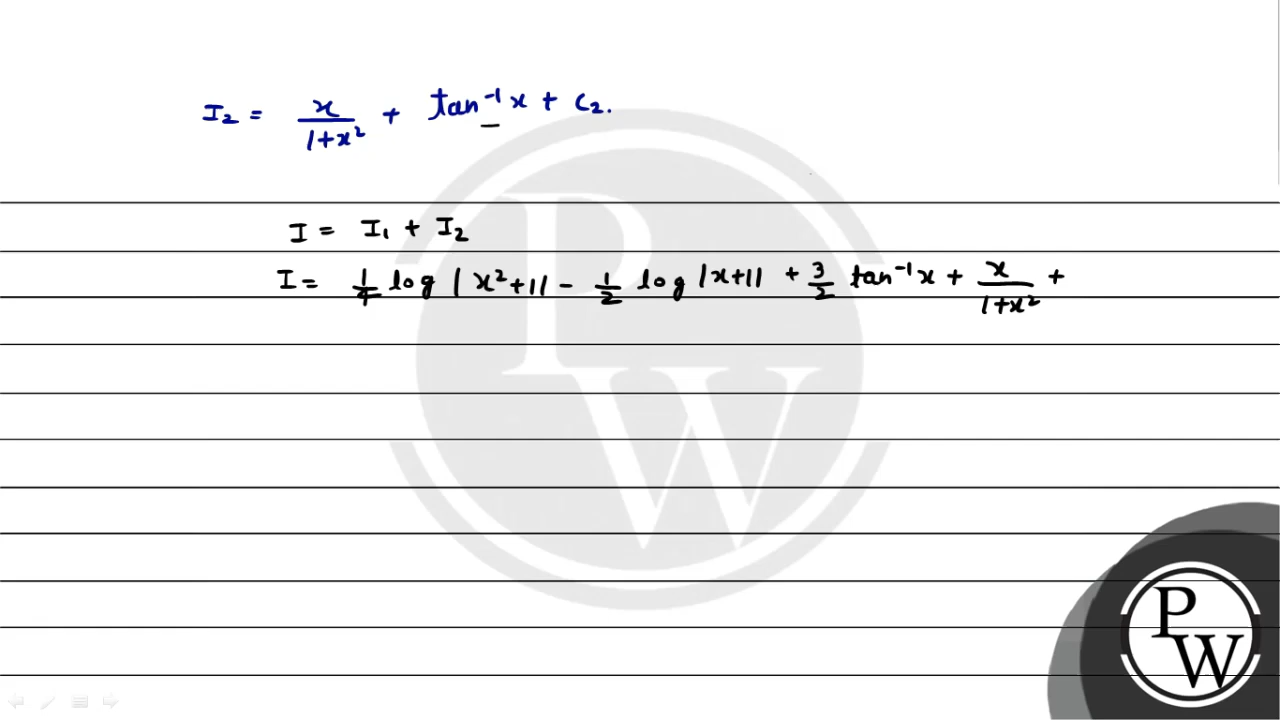 I₂ = x/(1+x²) + tan⁻¹x + C₂.
I = I₁ + I₂
I = 1/4 log |x²+1| - 1/2 log |x+1| + 3/2 tan⁻¹x + x/(1+x²) +
P
W
P
W